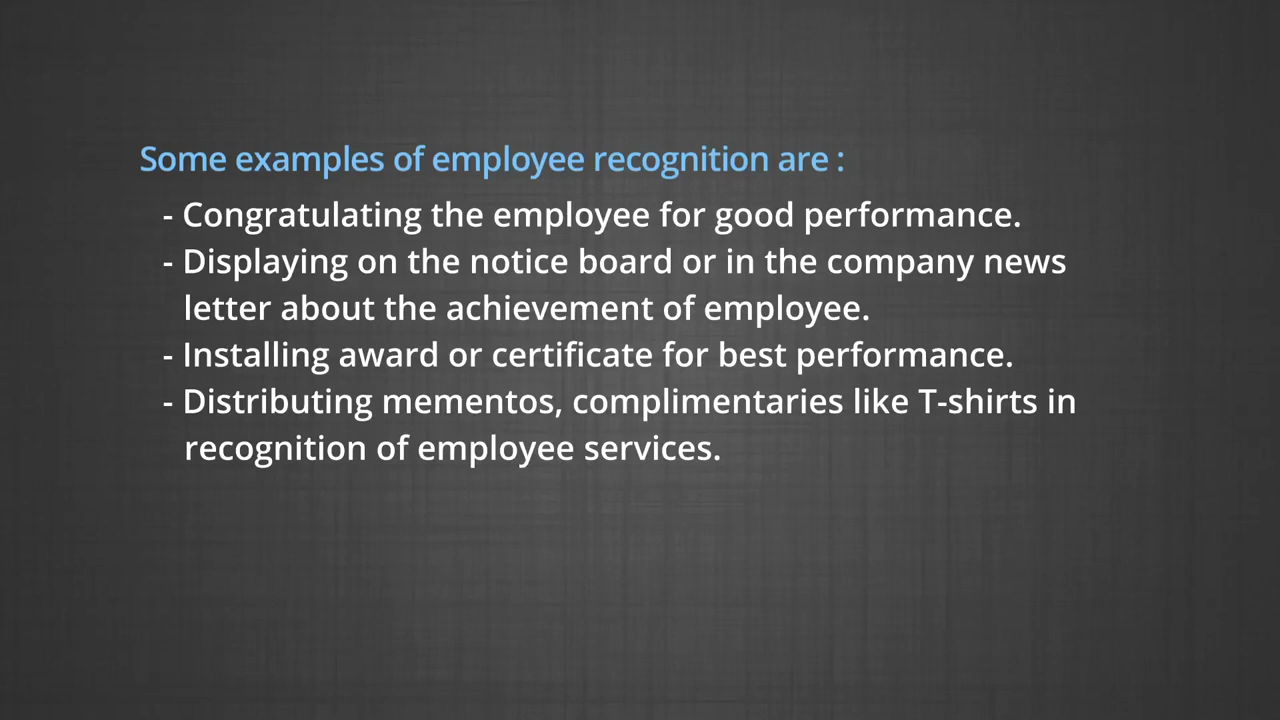 Some examples of employee recognition are :
- Congratulating the employee for good performance.
- Displaying on the notice board or in the company news
letter about the achievement of employee.
- Installing award or certificate for best performance.
- Distributing mementos, complimentaries like T-shirts in
recognition of employee services.